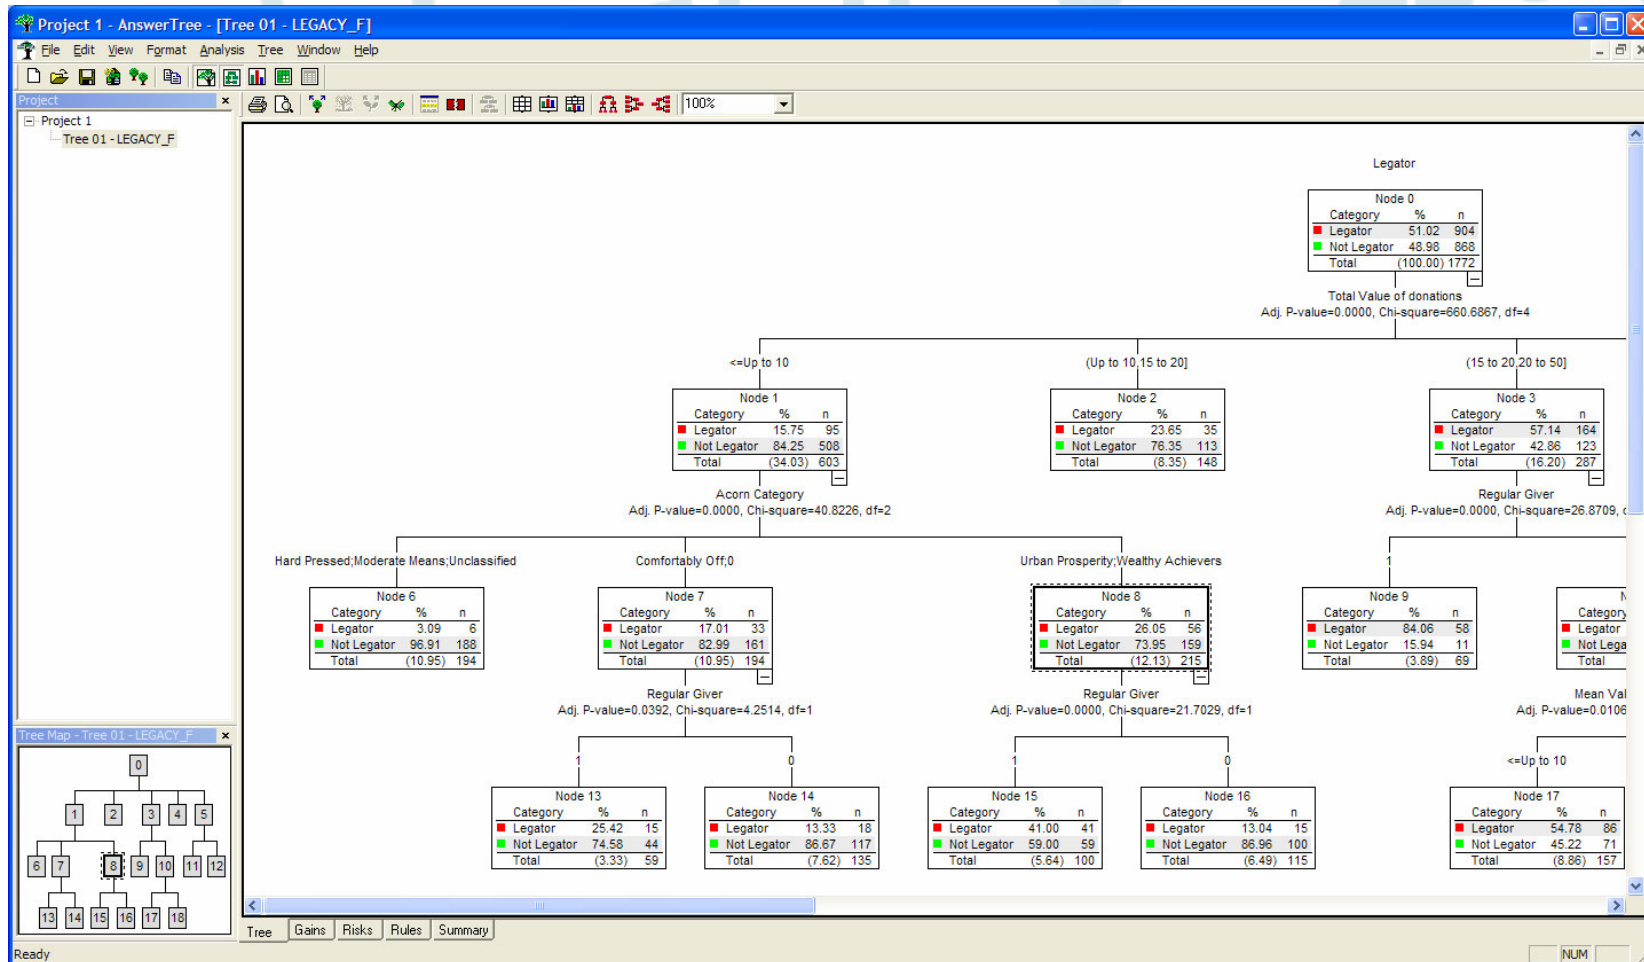 Project 1 - AnswerTree - [Tree 01 - LEGACY_F]
File Edit View Format Analysis Tree Window Help
Project
100%
Project 1
Tree 01 - LEGACY_F
Legator
Node 0
Category % n
Legator 51.02 904
Not Legator 48.98 868
Total (100.00) 1772
Total Value of donations
Adj. P-value=0.0000, Chi-square=660.6867, df=4
<=Up to 10
(Up to 10,15 to 20]
(15 to 20,20 to 50]
Node 1
Category % n
Legator 15.75 95
Not Legator 84.25 508
Total (34.03) 603
Node 2
Category % n
Legator 23.65 35
Not Legator 76.35 113
Total (8.35) 148
Node 3
Category % n
Legator 57.14 164
Not Legator 42.86 123
Total (16.20) 287
Acorn Category
Adj. P-value=0.0000, Chi-square=40.8226, df=2
Regular Giver
Adj. P-value=0.0000, Chi-square=26.8709,
Hard Pressed;Moderate Means;Unclassified
Comfortably Off;0
Urban Prosperity;Wealthy Achievers
1
Node 6
Category % n
Legator 3.09 6
Not Legator 96.91 188
Total (10.95) 194
Node 7
Category % n
Legator 17.01 33
Not Legator 82.99 161
Total (10.95) 194
Node 8
Category % n
Legator 26.05 56
Not Legator 73.95 159
Total (12.13) 215
Node 9
Category % n
Legator 84.06 58
Not Legator 15.94 11
Total (3.89) 69
Category
Legator
Not Lega
Total
Regular Giver
Adj. P-value=0.0392, Chi-square=4.2514, df=1
Regular Giver
Adj. P-value=0.0000, Chi-square=21.7029, df=1
Mean Val
Adj. P-value=0.0106
1
0
1
0
<=Up to 10
Node 13
Category % n
Legator 25.42 15
Not Legator 74.58 44
Total (3.33) 59
Node 14
Category % n
Legator 13.33 18
Not Legator 86.67 117
Total (7.62) 135
Node 15
Category % n
Legator 41.00 41
Not Legator 59.00 59
Total (5.64) 100
Node 16
Category % n
Legator 13.04 15
Not Legator 86.96 100
Total (6.49) 115
Node 17
Category % n
Legator 54.78 86
Not Legator 45.22 71
Total (8.86) 157
Tree Map - Tree 01 - LEGACY_F
0
1 2 3 4 5
6 7 8 9 10 11 12
13 14 15 16 17 18
Tree Gains Risks Rules Summary
Ready
NUM